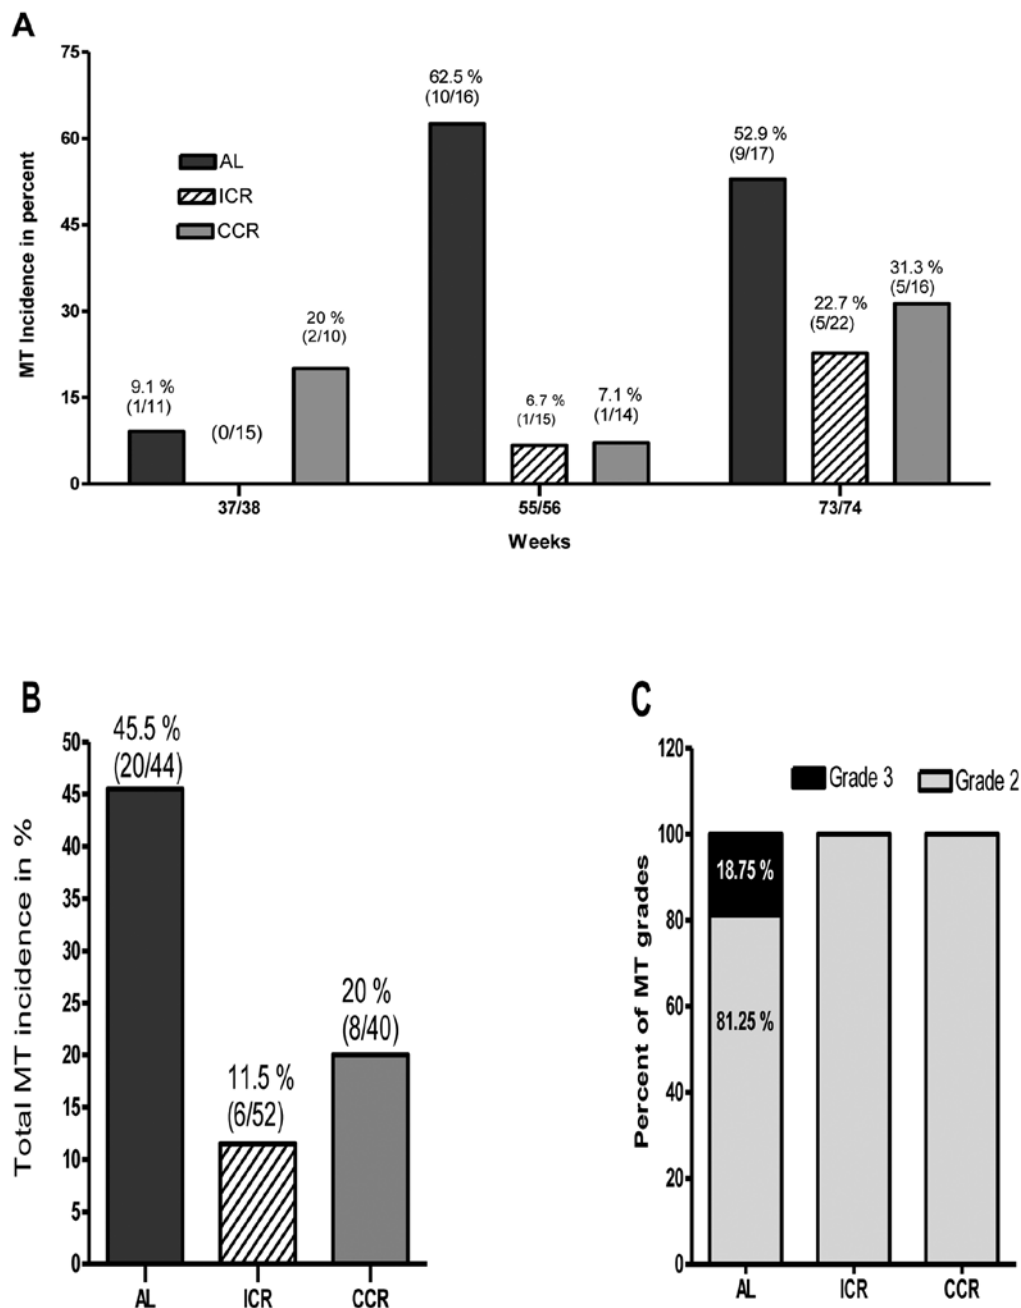 A
75
60
45
30
15
0
MT Incidence in percent
AL
ICR
CCR
9.1 %
(1/11)
(0/15)
20 %
(2/10)
62.5 %
(10/16)
6.7 %
(1/15)
7.1 %
(1/14)
52.9 %
(9/17)
22.7 %
(5/22)
31.3 %
(5/16)
37/38
55/56
73/74
Weeks
B
50
45
40
35
30
25
20
15
10
5
0
Total MT incidence in %
45.5 %
(20/44)
11.5 %
(6/52)
20 %
(8/40)
AL
ICR
CCR
C
120
100
80
60
40
20
0
Percent of MT grades
Grade 3
Grade 2
18.75 %
81.25 %
AL
ICR
CCR